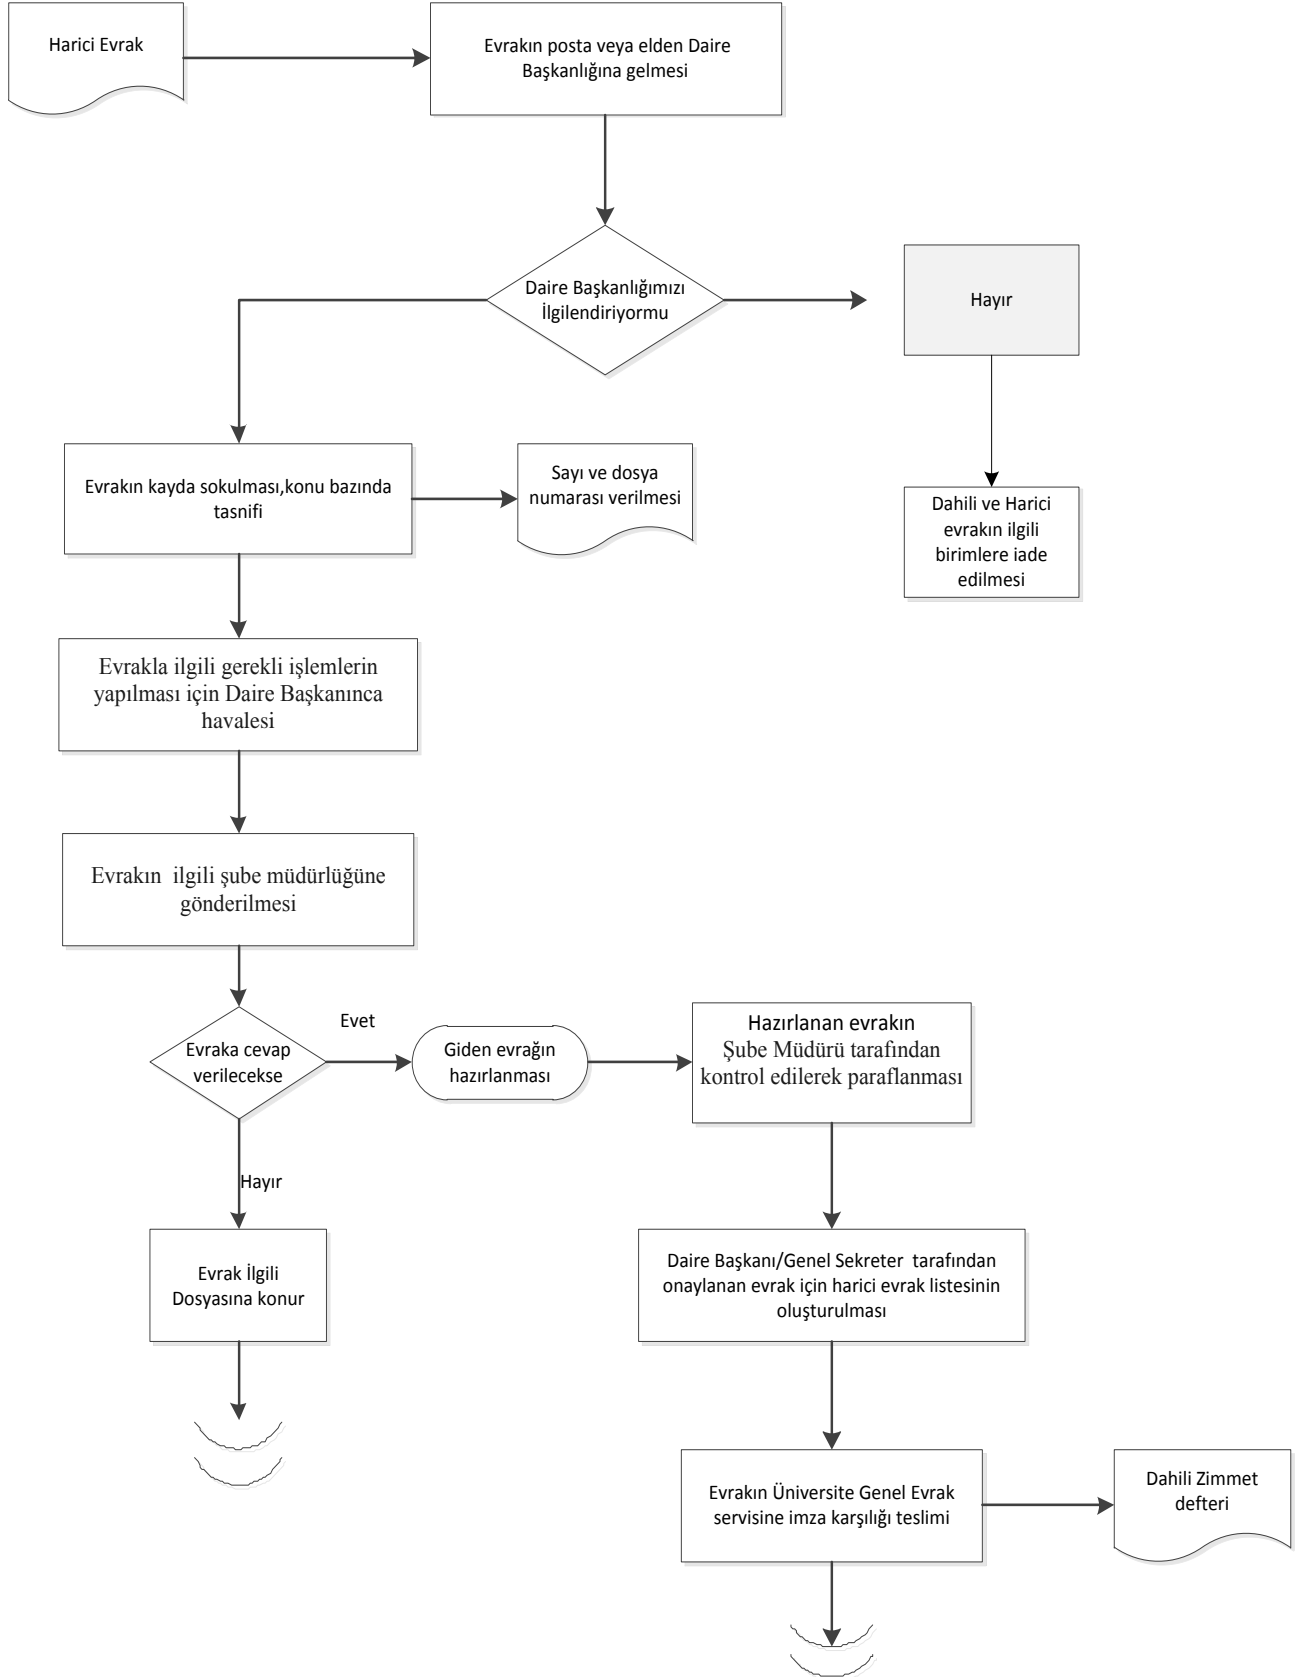 Harici Evrak
Evrakın posta veya elden Daire
Başkanlığına gelmesi
Daire Başkanlığımızı
İlgilendiriyormu
Hayır
Evrakın kayda sokulması,konu bazında
tasnifi
Sayı ve dosya
numarası verilmesi
Dahili ve Harici
evrakın ilgili
birimlere iade
edilmesi
Evrakla ilgili gerekli işlemlerin
yapılması için Daire Başkanınca
havalesi
Evrakın  ilgili şube müdürlüğüne
gönderilmesi
Evraka cevap
verilecekse
Evet
Giden evrağın
hazırlanması
Hazırlanan evrakın
Şube Müdürü tarafından
kontrol edilerek paraflanması
Hayır
Evrak İlgili
Dosyasına konur
Daire Başkanı/Genel Sekreter  tarafından
onaylanan evrak için harici evrak listesinin
oluşturulması
Evrakın Üniversite Genel Evrak
servisine imza karşılığı teslimi
Dahili Zimmet
defteri